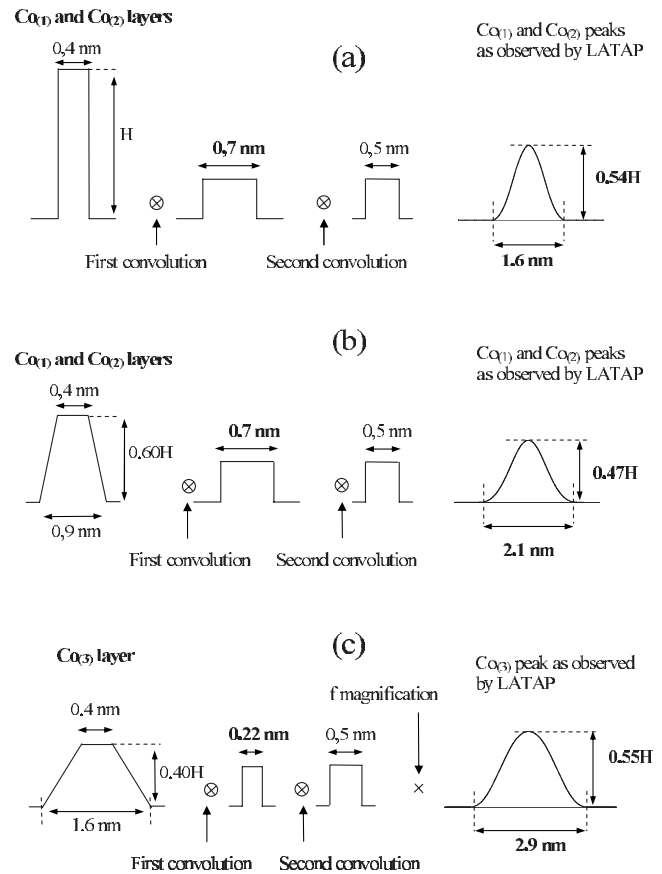 Co(1) and Co(2) layers
0,4 nm
(a)
Co(1) and Co(2) peaks
as observed by LATAP
H
0,7 nm
0,5 nm
0.54H
⊗
⊗
First convolution
Second convolution
1.6 nm
(b)
Co(1) and Co(2) layers
Co(1) and Co(2) peaks
as observed by LATAP
0,4 nm
0.7 nm
0,5 nm
0.60H
0.47H
⊗
⊗
0,9 nm
First convolution
Second convolution
2.1 nm
(c)
Co(3) layer
Co(3) peak as observed
by LATAP
f magnification
0.4 nm
0.22 nm
0,5 nm
0.40H
0.55H
⊗
⊗
×
1.6 nm
2.9 nm
First convolution
Second convolution